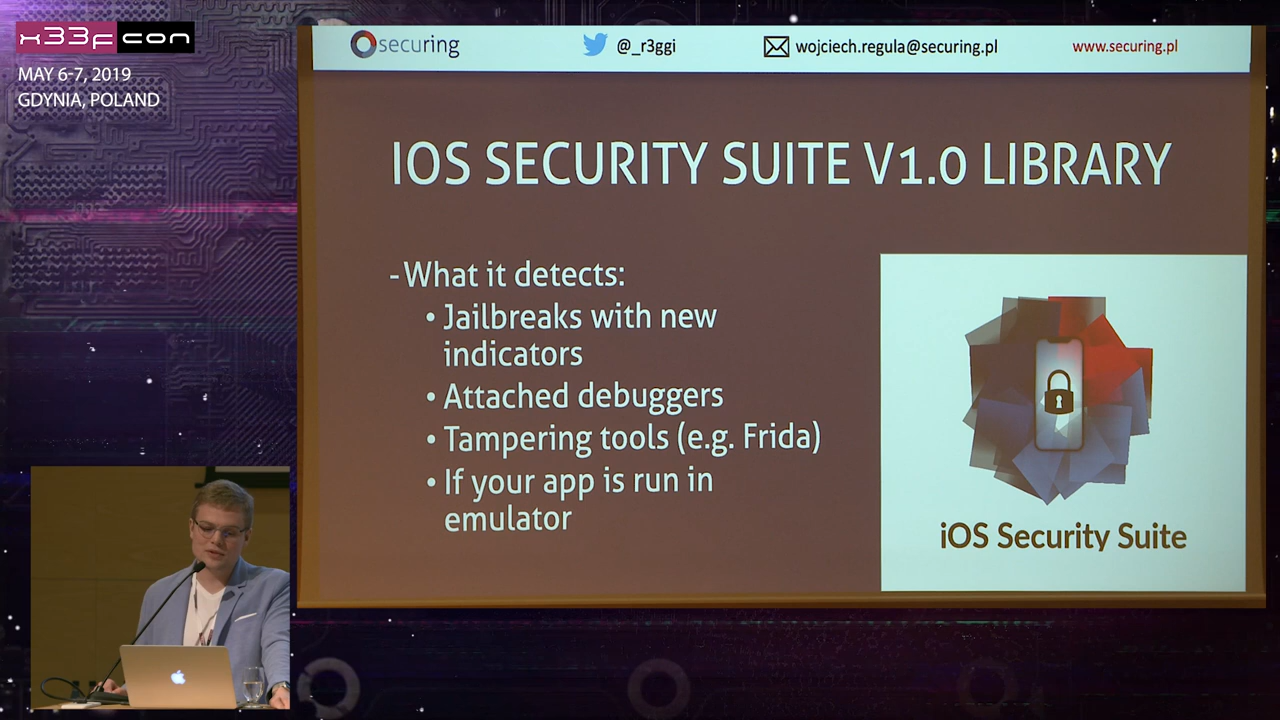 x33fcon
MAY 6-7, 2019
GDYNIA, POLAND
securing
@_r3ggi
wojciech.regula@securing.pl
www.securing.pl
IOS SECURITY SUITE V1.0 LIBRARY
- What it detects:
• Jailbreaks with new
indicators
• Attached debuggers
• Tampering tools (e.g. Frida)
• If your app is run in
emulator
iOS Security Suite